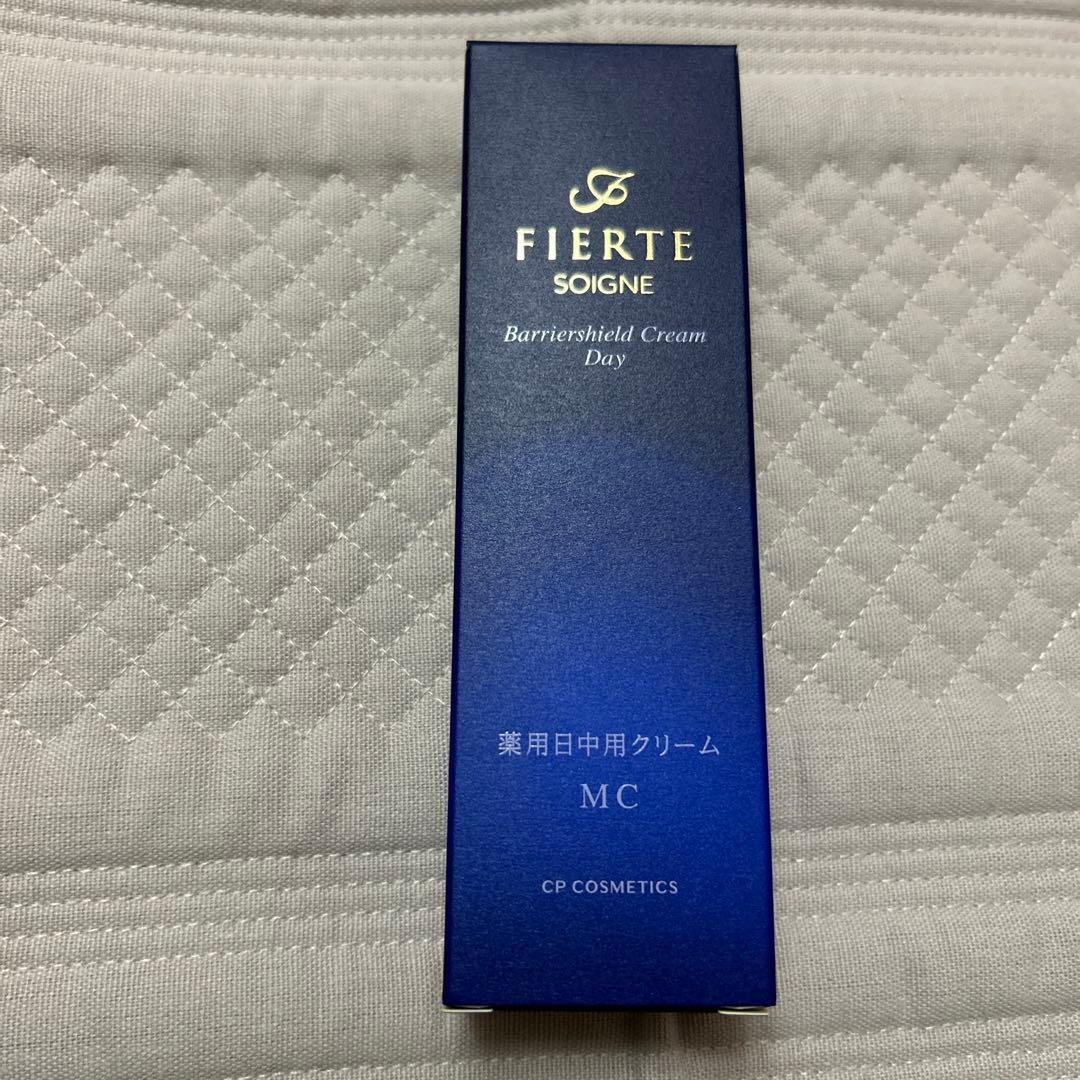 FIERTE
SOIGNE
Barriershield Cream
Day
薬用日中用クリーム
MC
CP COSMETICS